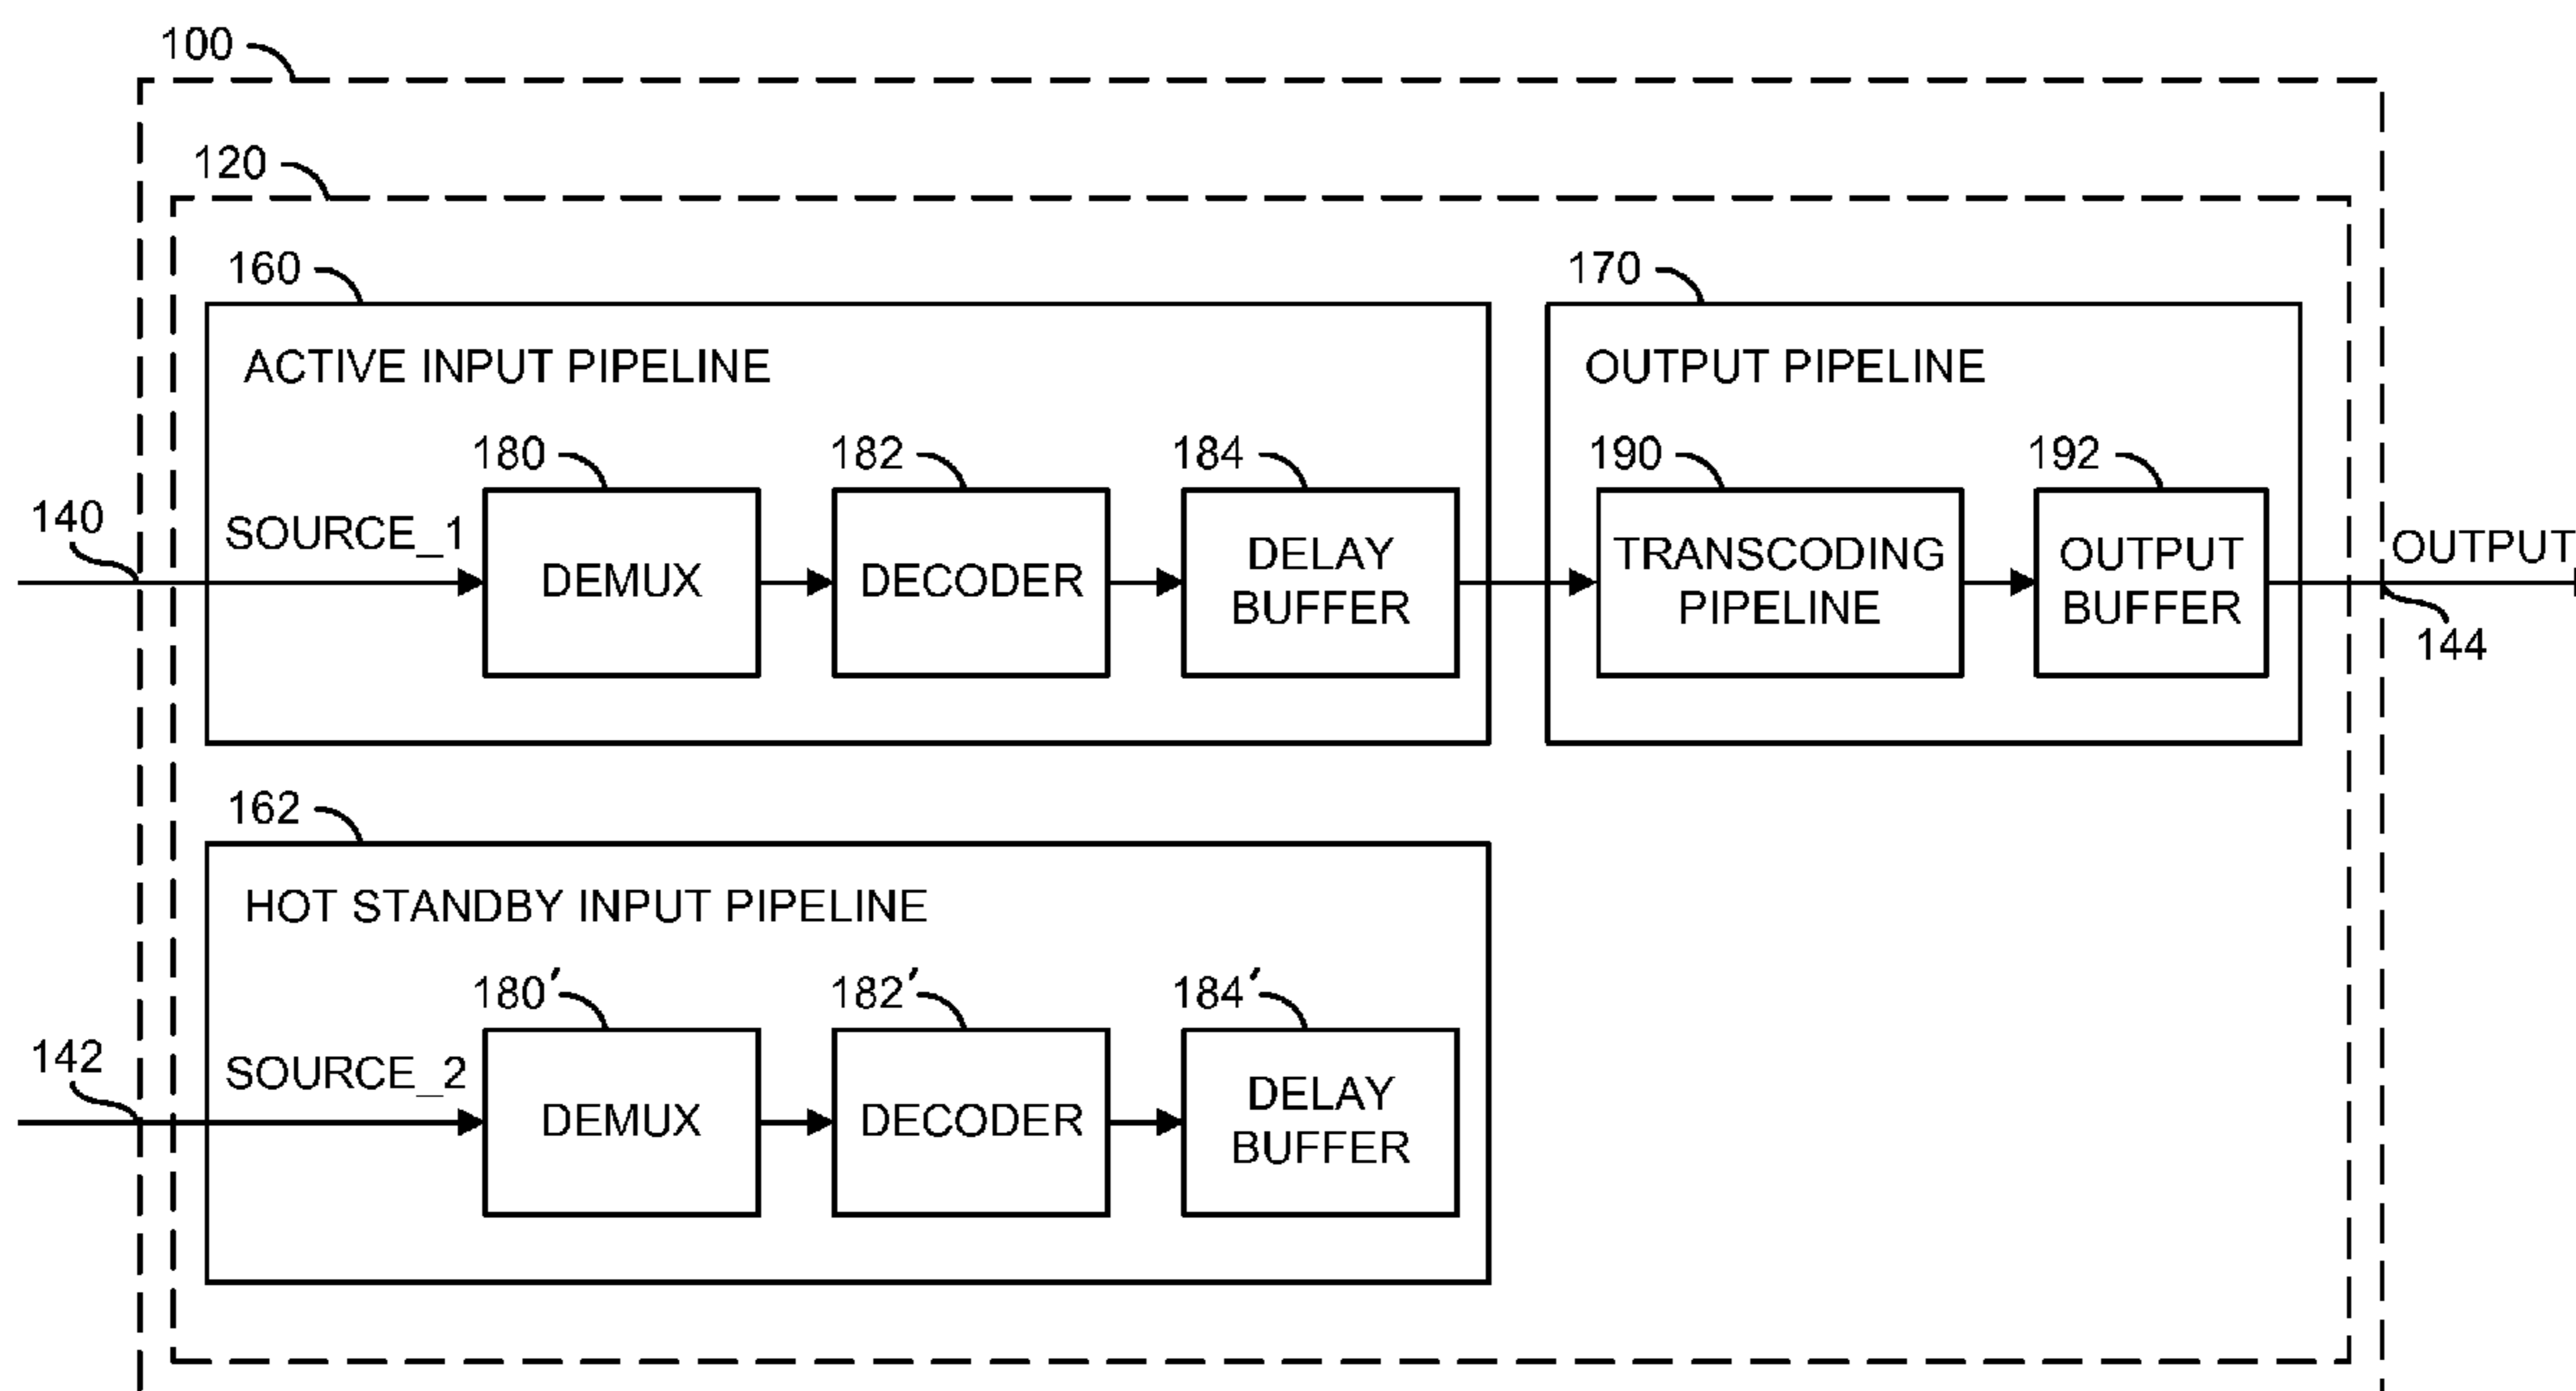 100
120
160
170
ACTIVE INPUT PIPELINE
OUTPUT PIPELINE
180
182
184
190
192
140
SOURCE_1
DEMUX
DECODER
DELAY
BUFFER
TRANSCODING
PIPELINE
OUTPUT
BUFFER
OUTPUT
144
162
HOT STANDBY INPUT PIPELINE
180′
182′
184′
142
SOURCE_2
DEMUX
DECODER
DELAY
BUFFER